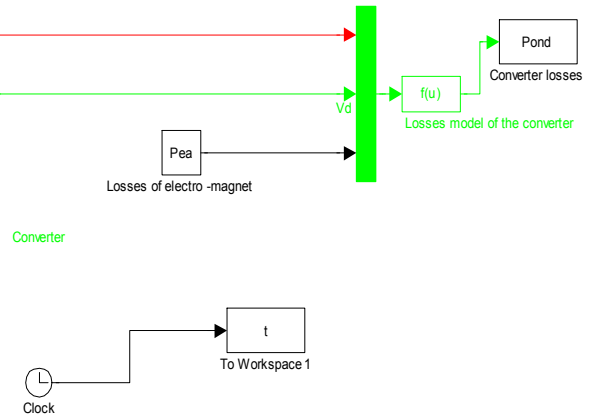 Pond
Converter losses
f(u)
Vd
Losses model of the converter
Pea
Losses of electro -magnet
Converter
t
To Workspace 1
Clock